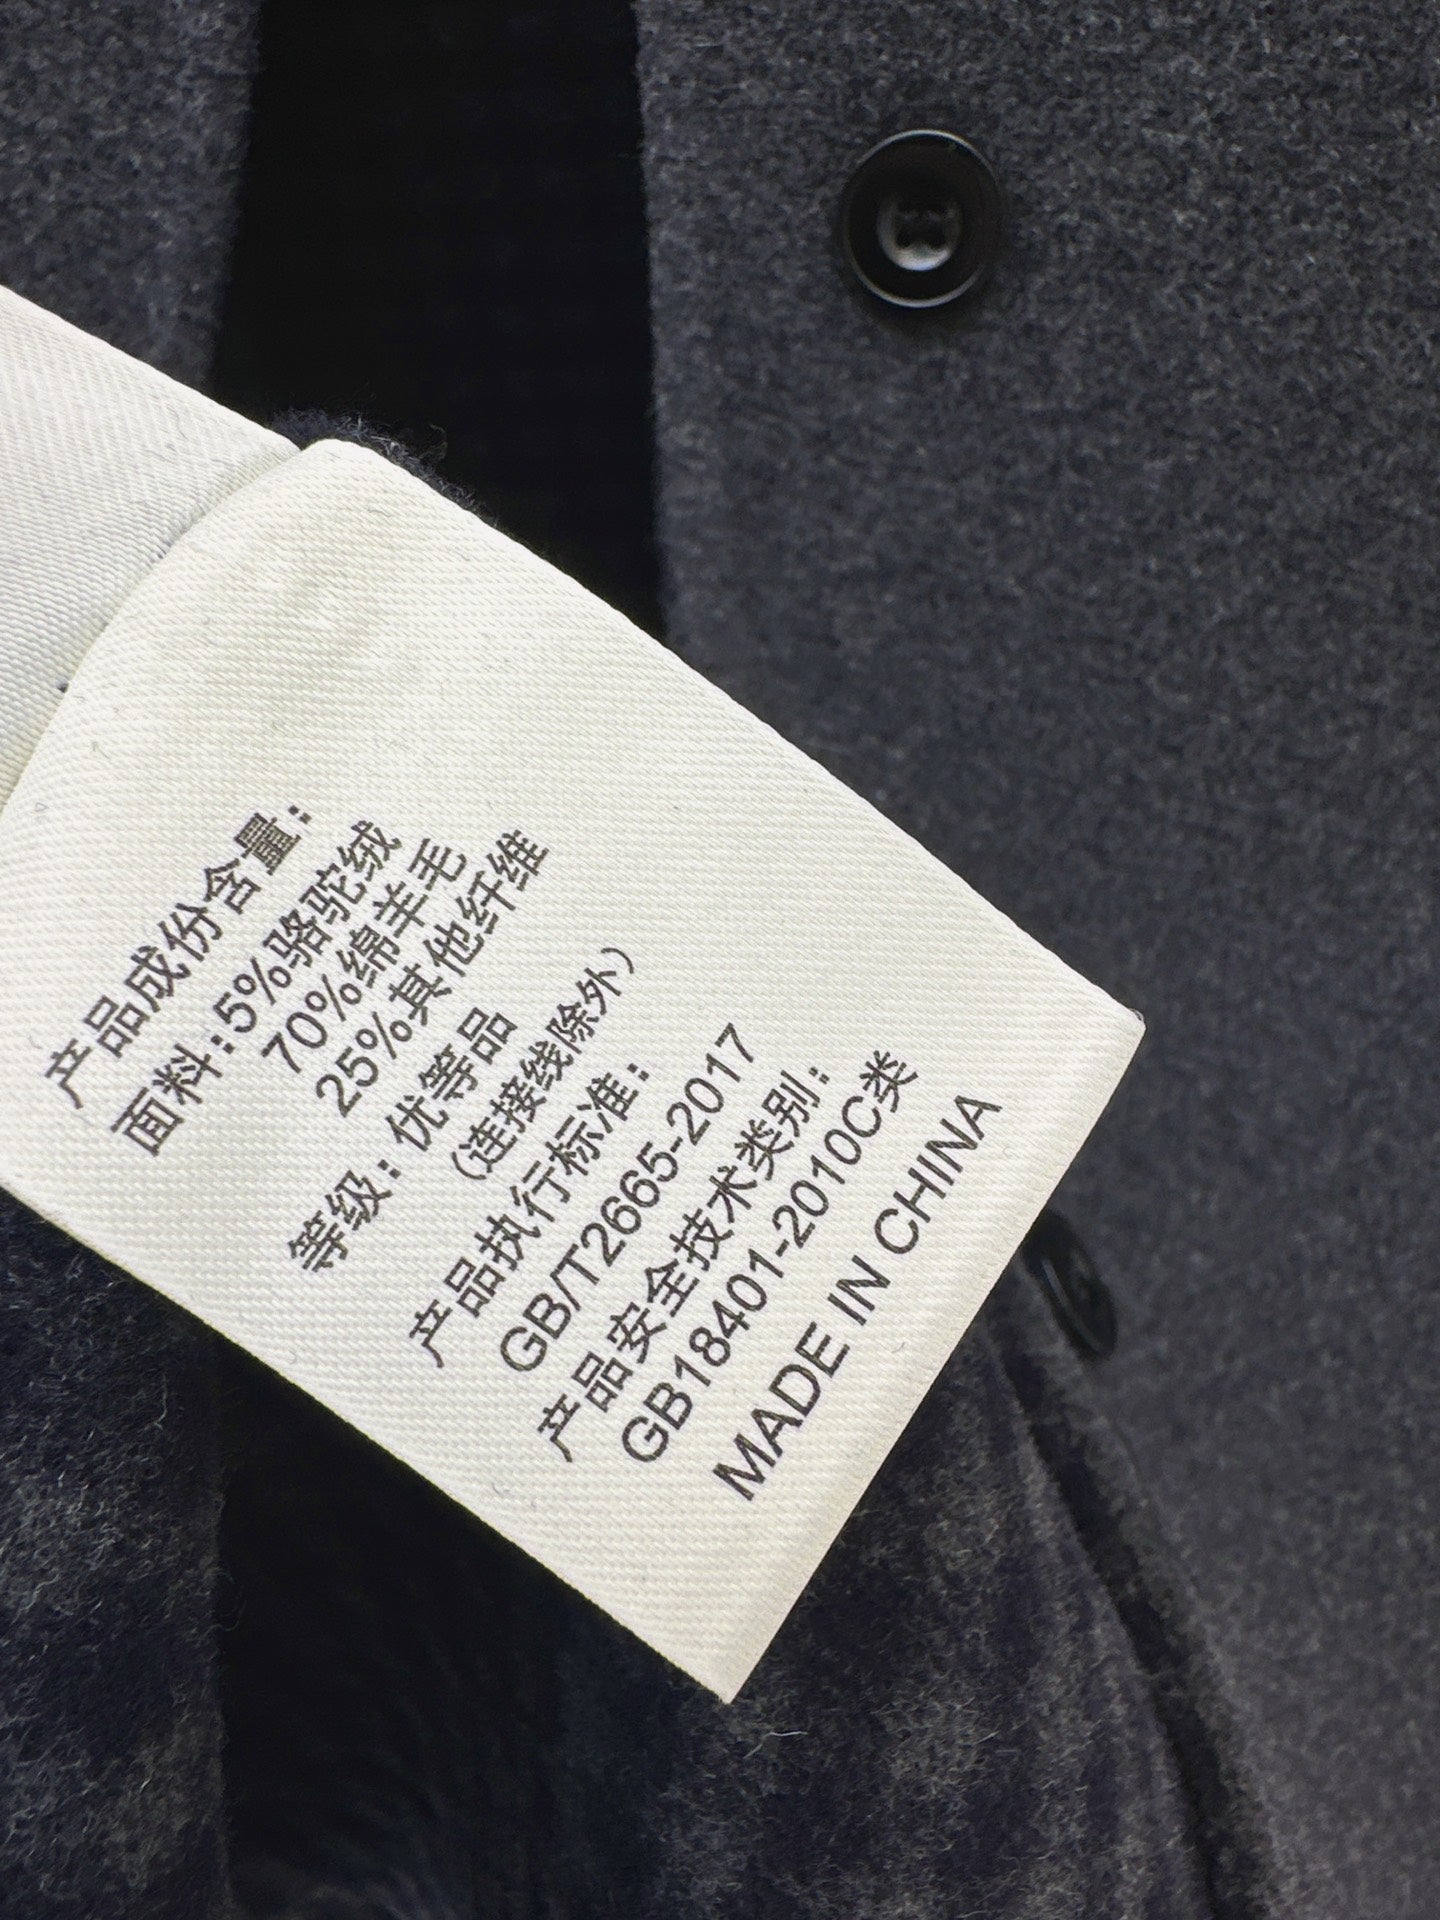 产品成份含量：
面料：5%骆驼绒
70%绵羊毛
25%其他纤维
等级：优等品
（连接线除外）
产品执行标准：
GB/T2665-2017
产品安全技术类别：
GB18401-2010C类
MADE IN CHINA